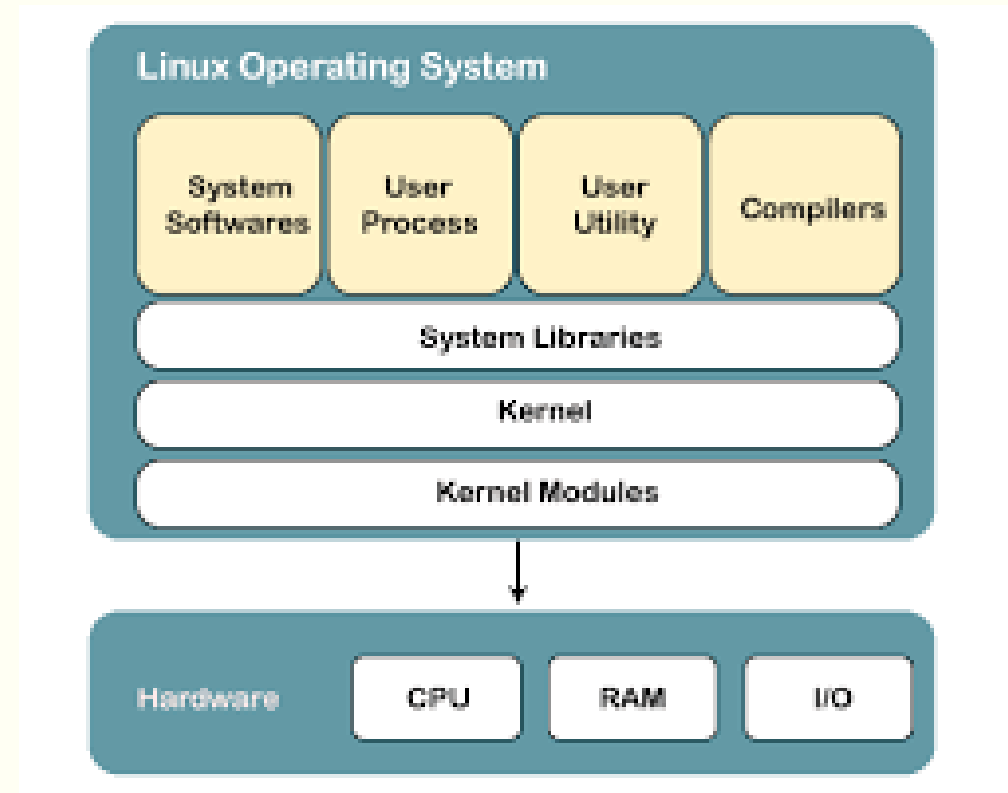 Linux Operating System
System
Softwares
User
Process
User
Utility
Compilers
System Libraries
Kernel
Kernel Modules
Hardware
CPU
RAM
I/O